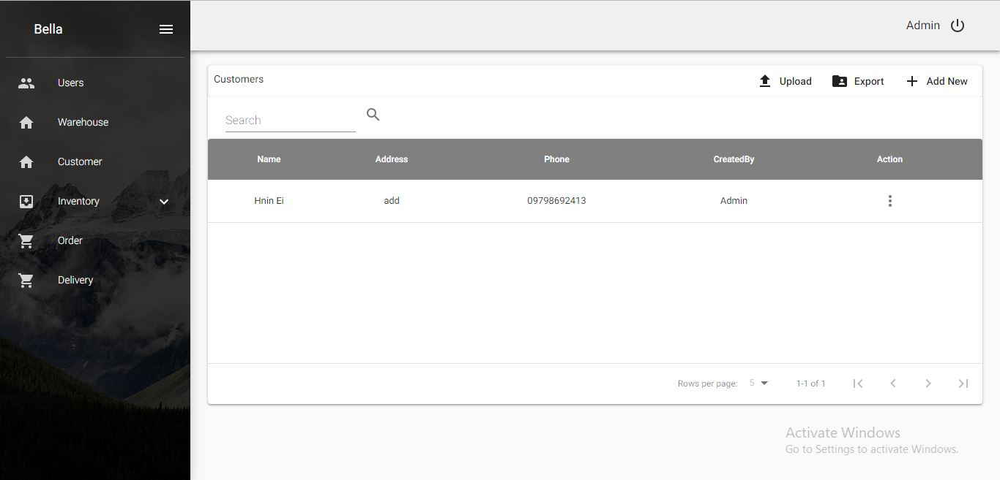 Bella
Admin
Users
Warehouse
Customer
Inventory
Order
Delivery
Customers
Upload
Export
Add New
Search
Name Address Phone CreatedBy Action
Hnin Ei add 09798692413 Admin
Rows per page: 5 1-1 of 1
Activate Windows
Go to Settings to activate Windows.